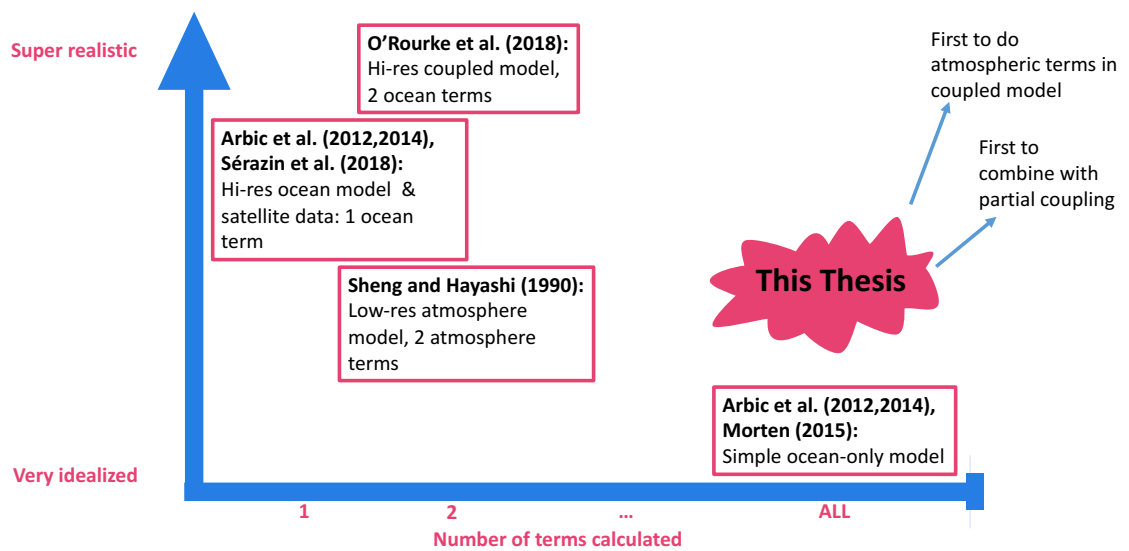 Super realistic
O’Rourke et al. (2018):
Hi-res coupled model,
2 ocean terms
First to do
atmospheric terms in
coupled model
Arbic et al. (2012,2014),
Sérazin et al. (2018):
Hi-res ocean model &
satellite data: 1 ocean
term
First to
combine with
partial coupling
Sheng and Hayashi (1990):
Low-res atmosphere
model, 2 atmosphere
terms
This Thesis
Arbic et al. (2012,2014),
Morten (2015):
Simple ocean-only model
Very idealized
1 2 ... ALL
Number of terms calculated